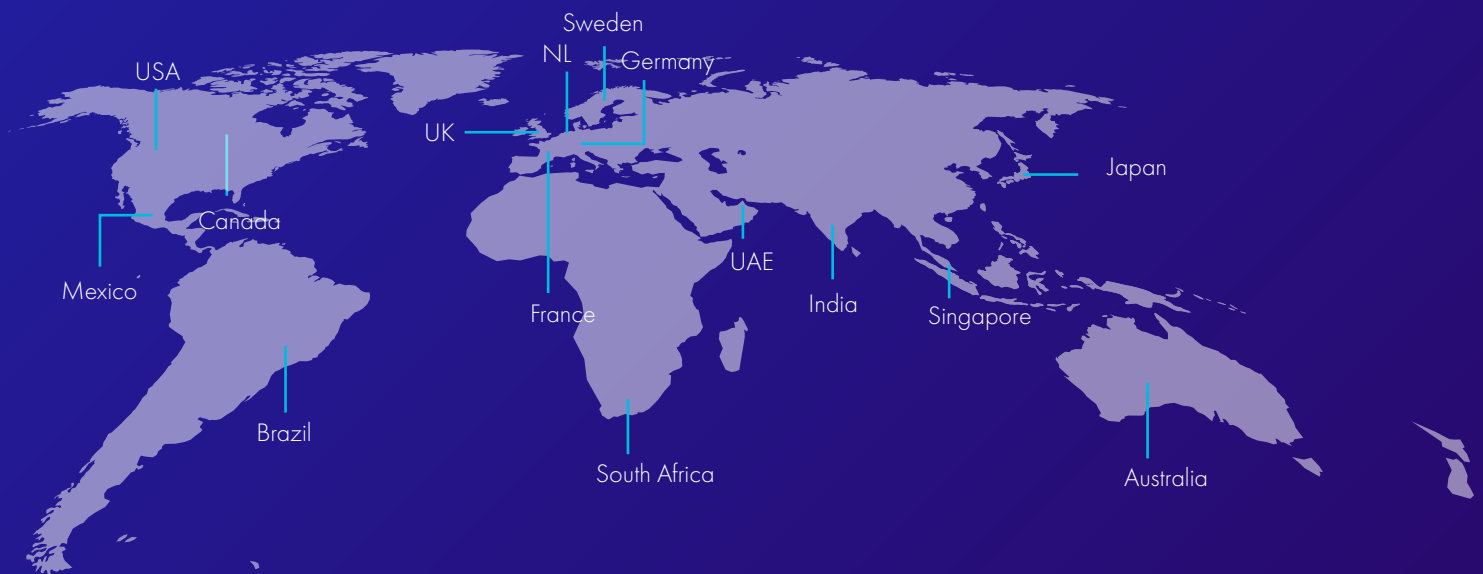 Sweden
NL
Germany
USA
UK
Japan
Canada
UAE
Mexico
India
France
Singapore
Brazil
South Africa
Australia